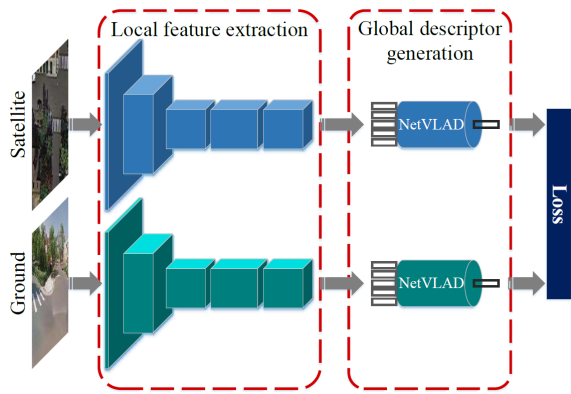 Local feature extraction
Global descriptor
generation
Satellite
NetVLAD
Loss
Ground
NetVLAD